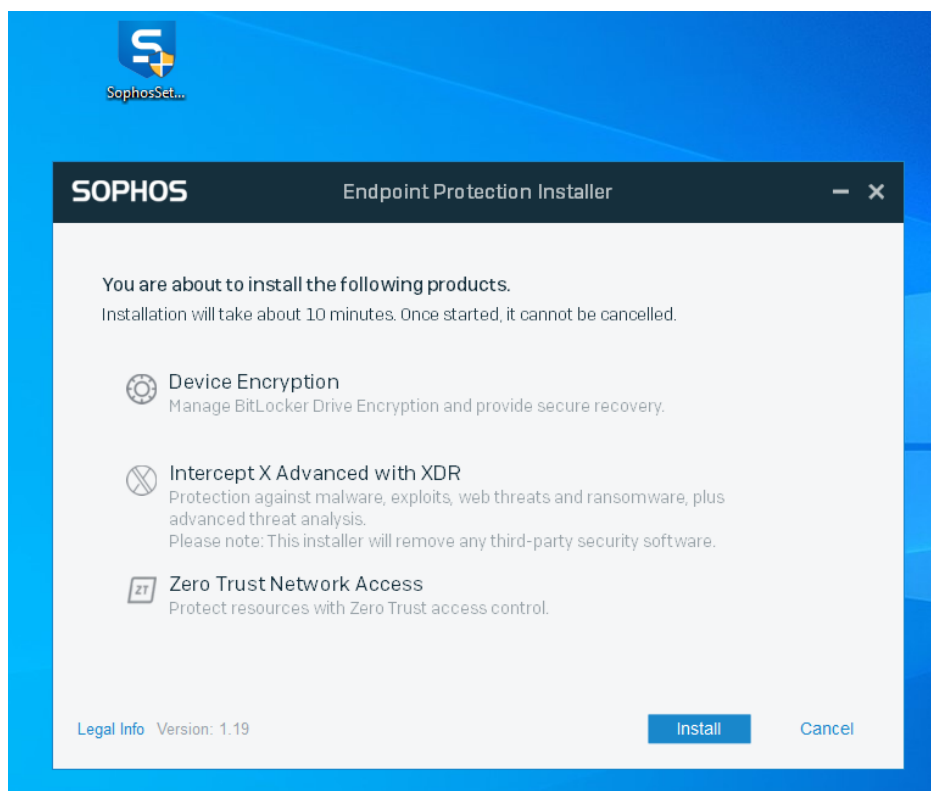 SophosSet...
SOPHOS
Endpoint Protection Installer
You are about to install the following products.
Installation will take about 10 minutes. Once started, it cannot be cancelled.
Device Encryption
Manage BitLocker Drive Encryption and provide secure recovery.
Intercept X Advanced with XDR
Protection against malware, exploits, web threats and ransomware, plus
advanced threat analysis.
Please note: This installer will remove any third-party security software.
ZT
Zero Trust Network Access
Protect resources with Zero Trust access control.
Legal Info Version: 1.19
Install
Cancel